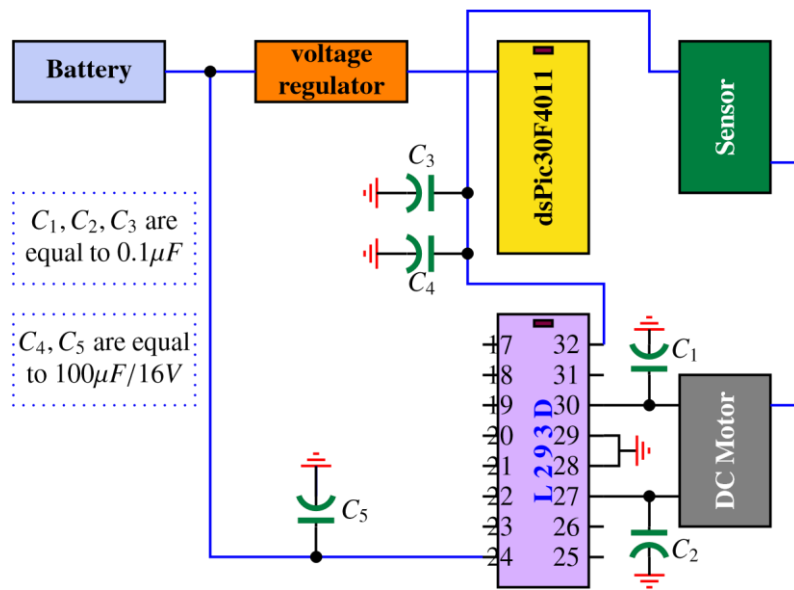 Battery
voltage
regulator
dsPic30F4011
Sensor
C₃
C₄
C₁, C₂, C₃ are
equal to 0.1μF
C₄, C₅ are equal
to 100μF/16V
L293D
17
18
19
20
21
22
23
24
32
31
30
29
28
27
26
25
C₁
DC Motor
C₅
C₂